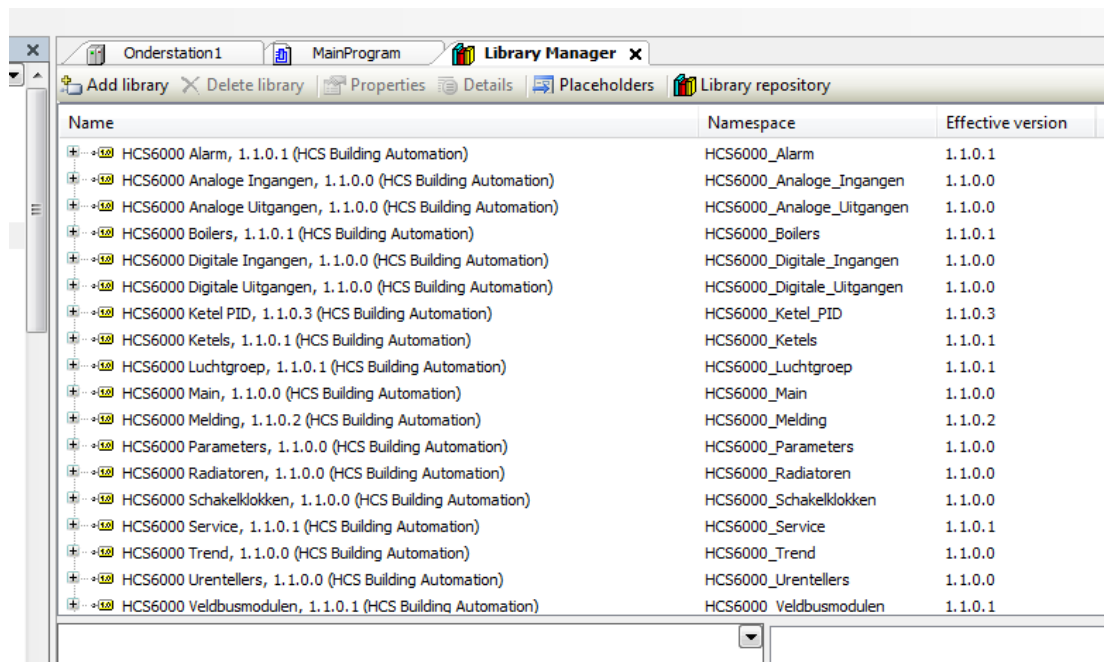 Onderstation1 MainProgram Library Manager
Add library Delete library Properties Details Placeholders Library repository
Name Namespace Effective version
HCS6000 Alarm, 1.1.0.1 (HCS Building Automation) HCS6000_Alarm 1.1.0.1
HCS6000 Analoge Ingangen, 1.1.0.0 (HCS Building Automation) HCS6000_Analoge_Ingangen 1.1.0.0
HCS6000 Analoge Uitgangen, 1.1.0.0 (HCS Building Automation) HCS6000_Analoge_Uitgangen 1.1.0.0
HCS6000 Boilers, 1.1.0.1 (HCS Building Automation) HCS6000_Boilers 1.1.0.1
HCS6000 Digitale Ingangen, 1.1.0.0 (HCS Building Automation) HCS6000_Digitale_Ingangen 1.1.0.0
HCS6000 Digitale Uitgangen, 1.1.0.0 (HCS Building Automation) HCS6000_Digitale_Uitgangen 1.1.0.0
HCS6000 Ketel PID, 1.1.0.3 (HCS Building Automation) HCS6000_Ketel_PID 1.1.0.3
HCS6000 Ketels, 1.1.0.1 (HCS Building Automation) HCS6000_Ketels 1.1.0.1
HCS6000 Luchtgroep, 1.1.0.1 (HCS Building Automation) HCS6000_Luchtgroep 1.1.0.1
HCS6000 Main, 1.1.0.0 (HCS Building Automation) HCS6000_Main 1.1.0.0
HCS6000 Melding, 1.1.0.2 (HCS Building Automation) HCS6000_Melding 1.1.0.2
HCS6000 Parameters, 1.1.0.0 (HCS Building Automation) HCS6000_Parameters 1.1.0.0
HCS6000 Radiatoren, 1.1.0.0 (HCS Building Automation) HCS6000_Radiatoren 1.1.0.0
HCS6000 Schakelklokken, 1.1.0.0 (HCS Building Automation) HCS6000_Schakelklokken 1.1.0.0
HCS6000 Service, 1.1.0.1 (HCS Building Automation) HCS6000_Service 1.1.0.1
HCS6000 Trend, 1.1.0.0 (HCS Building Automation) HCS6000_Trend 1.1.0.0
HCS6000 Urentellers, 1.1.0.0 (HCS Building Automation) HCS6000_Urentellers 1.1.0.0
HCS6000 Veldbusmodulen, 1.1.0.1 (HCS Building Automation) HCS6000_Veldbusmodulen 1.1.0.1